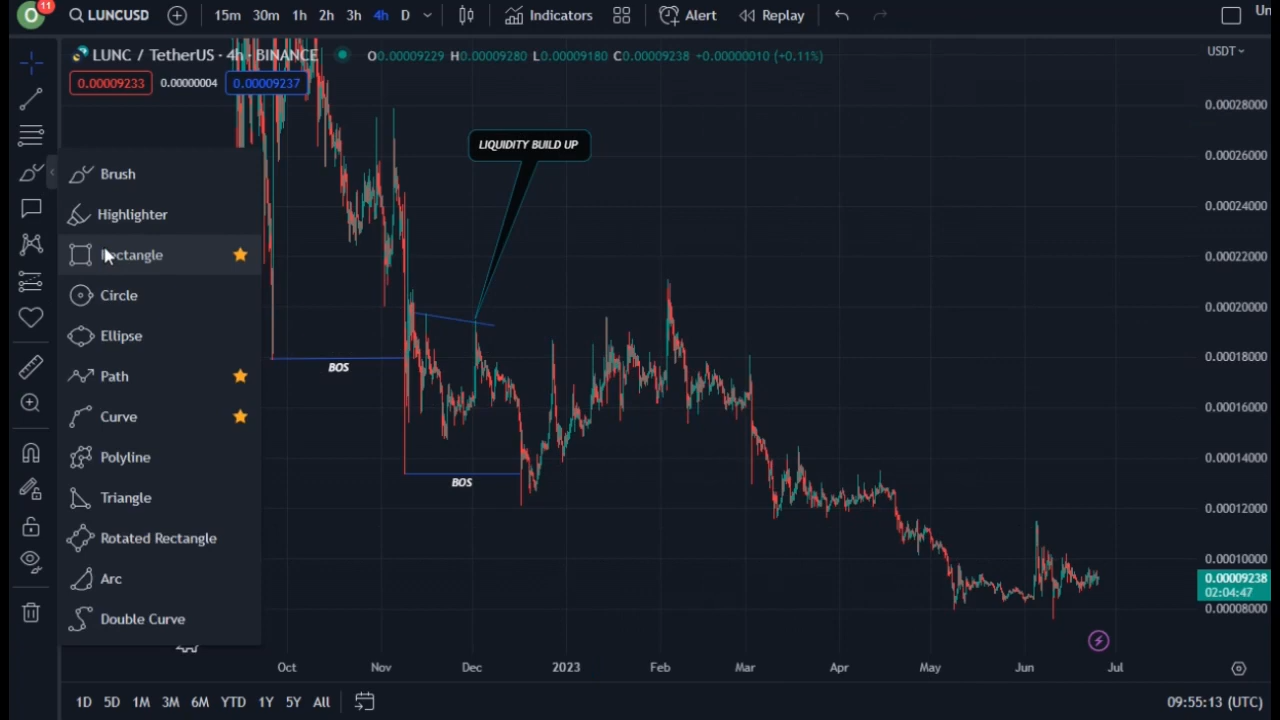 O 11 LUNCUSD 15m 30m 1h 2h 3h 4h D Indicators Alert Replay Un
LUNC / TetherUS · 4h · BINANCE O0.00009229 H0.00009280 L0.00009180 C0.00009238 +0.00000010 (+0.11%) USDT
0.00009233 0.00000004 0.00009237
0.00028000
LIQUIDITY BUILD UP
0.00026000
Brush
0.00024000
Highlighter
Rectangle
0.00022000
Circle
0.00020000
Ellipse
0.00018000
BOS
Path
0.00016000
Curve
0.00014000
Polyline
BOS
Triangle
0.00012000
Rotated Rectangle
0.00010000
Arc
0.00009238
02:04:47
0.00008000
Double Curve
Oct Nov Dec 2023 Feb Mar Apr May Jun Jul
1D 5D 1M 3M 6M YTD 1Y 5Y All 09:55:13 (UTC)